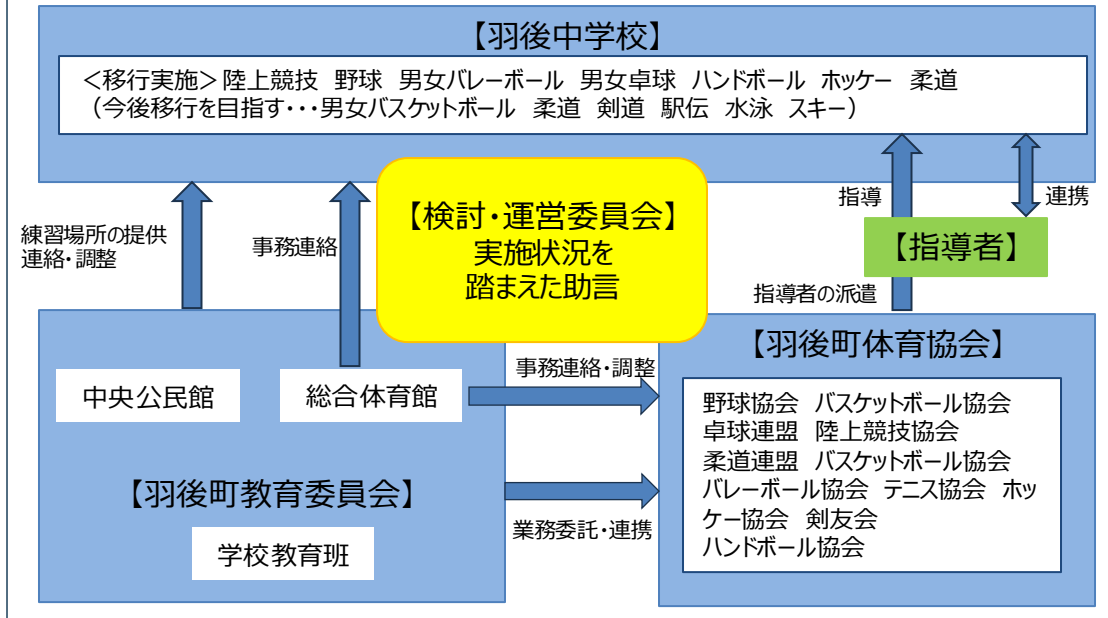 【羽後中学校】
＜移行実施＞陸上競技　野球　男女バレーボール　男女卓球　ハンドボール　ホッケー　柔道
（今後移行を目指す・・・男女バスケットボール　柔道　剣道　駅伝　水泳　スキー）
練習場所の提供
連絡・調整
事務連絡
【検討・運営委員会】
実施状況を
踏まえた助言
指導
連携
【指導者】
指導者の派遣
中央公民館
総合体育館
【羽後町教育委員会】
学校教育班
事務連絡・調整
業務委託・連携
【羽後町体育協会】
野球協会　バスケットボール協会
卓球連盟　陸上競技協会
柔道連盟　バスケットボール協会
バレーボール協会　テニス協会　ホッ
ケー協会　剣友会
ハンドボール協会